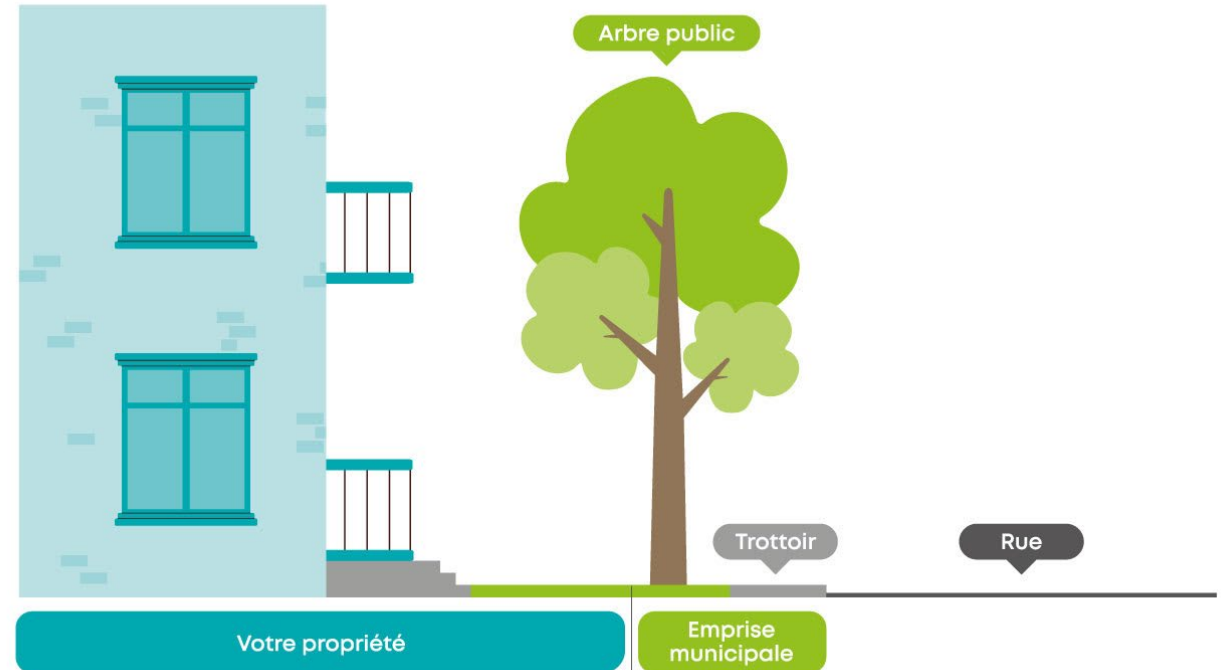 Arbre public
Trottoir
Rue
Votre propriété
Emprise
municipale